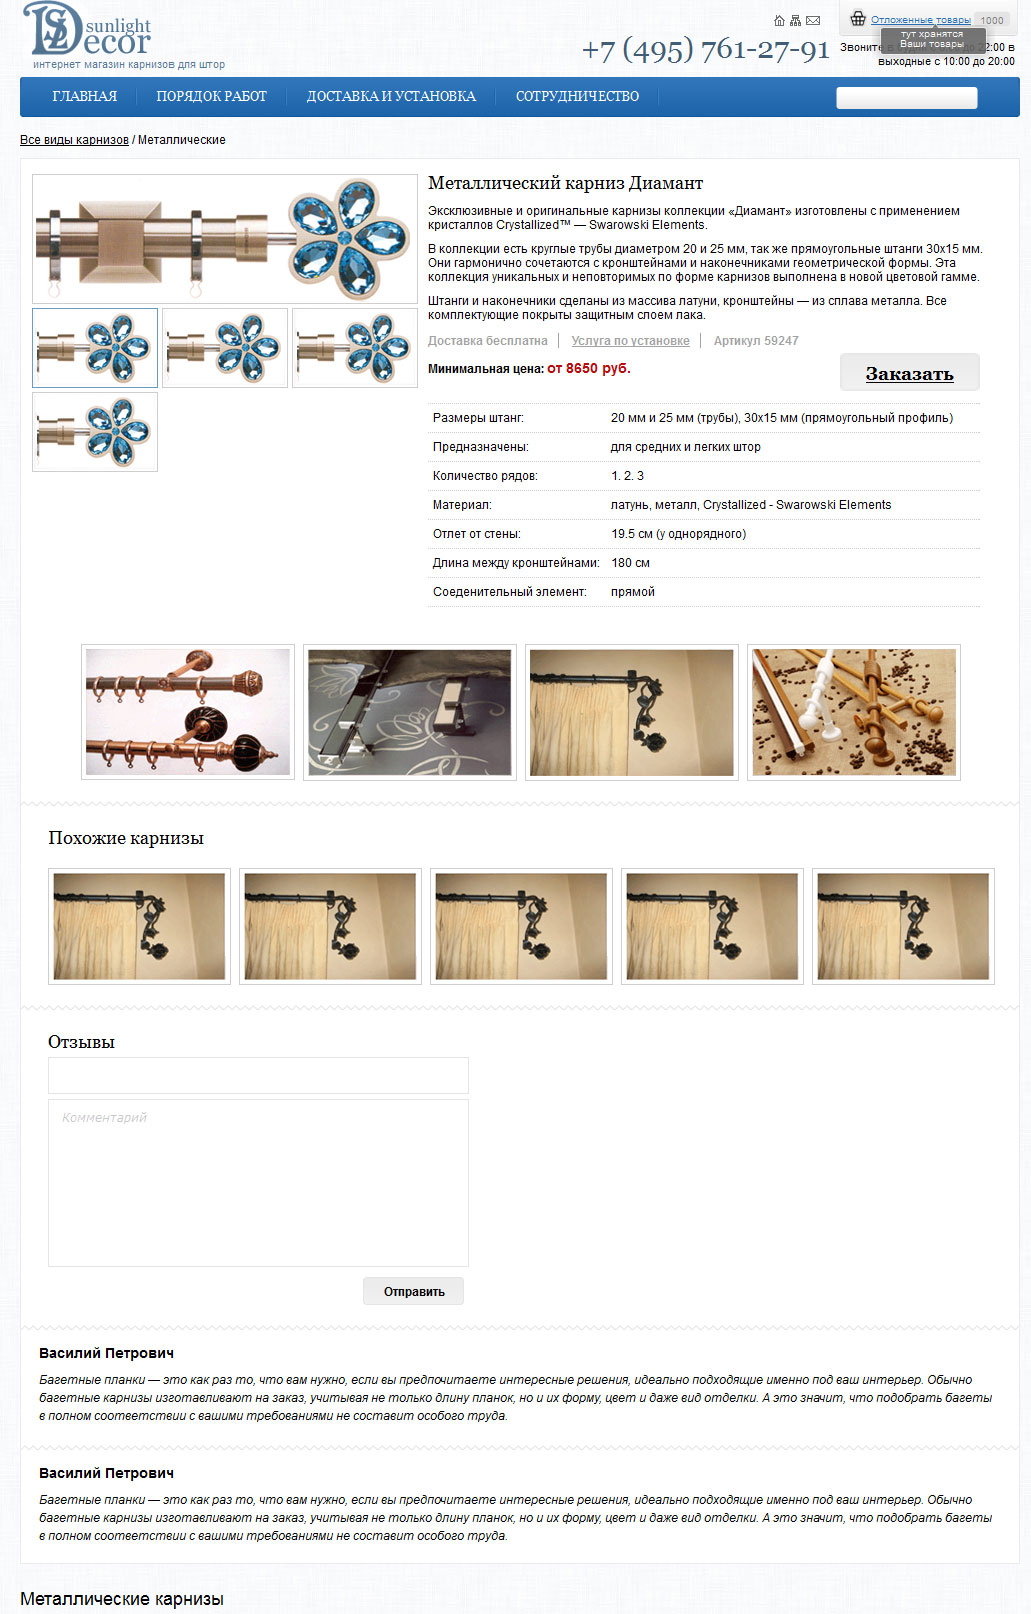 sunlight
Decor
интернет магазин карнизов для штор
Отложенные товары 1000
тут хранятся
Ваши товары
+7 (495) 761-27-91
Звоните в до 22:00 в
выходные с 10:00 до 20:00
ГЛАВНАЯ ПОРЯДОК РАБОТ ДОСТАВКА И УСТАНОВКА СОТРУДНИЧЕСТВО
Все виды карнизов / Металлические
Металлический карниз Диамант
Эксклюзивные и оригинальные карнизы коллекции «Диамант» изготовлены с применением
кристаллов Crystallized™ — Swarowski Elements.
В коллекции есть круглые трубы диаметром 20 и 25 мм, так же прямоугольные штанги 30х15 мм.
Они гармонично сочетаются с кронштейнами и наконечниками геометрической формы. Эта
коллекция уникальных и неповторимых по форме карнизов выполнена в новой цветовой гамме.
Штанги и наконечники сделаны из массива латуни, кронштейны — из сплава металла. Все
комплектующие покрыты защитным слоем лака.
Доставка бесплатна Услуга по установке Артикул 59247
Минимальная цена: от 8650 руб.
Заказать
Размеры штанг: 20 мм и 25 мм (трубы), 30х15 мм (прямоугольный профиль)
Предназначены: для средних и легких штор
Количество рядов: 1. 2. 3
Материал: латунь, металл, Crystallized - Swarowski Elements
Отлет от стены: 19.5 см (у однорядного)
Длина между кронштейнами: 180 см
Соеденительный элемент: прямой
Похожие карнизы
Отзывы
Комментарий
Отправить
Василий Петрович
Багетные планки — это как раз то, что вам нужно, если вы предпочитаете интересные решения, идеально подходящие именно под ваш интерьер. Обычно
багетные карнизы изготавливают на заказ, учитывая не только длину планок, но и их форму, цвет и даже вид отделки. А это значит, что подобрать багеты
в полном соответствии с вашими требованиями не составит особого труда.
Василий Петрович
Багетные планки — это как раз то, что вам нужно, если вы предпочитаете интересные решения, идеально подходящие именно под ваш интерьер. Обычно
багетные карнизы изготавливают на заказ, учитывая не только длину планок, но и их форму, цвет и даже вид отделки. А это значит, что подобрать багеты
в полном соответствии с вашими требованиями не составит особого труда.
Металлические карнизы